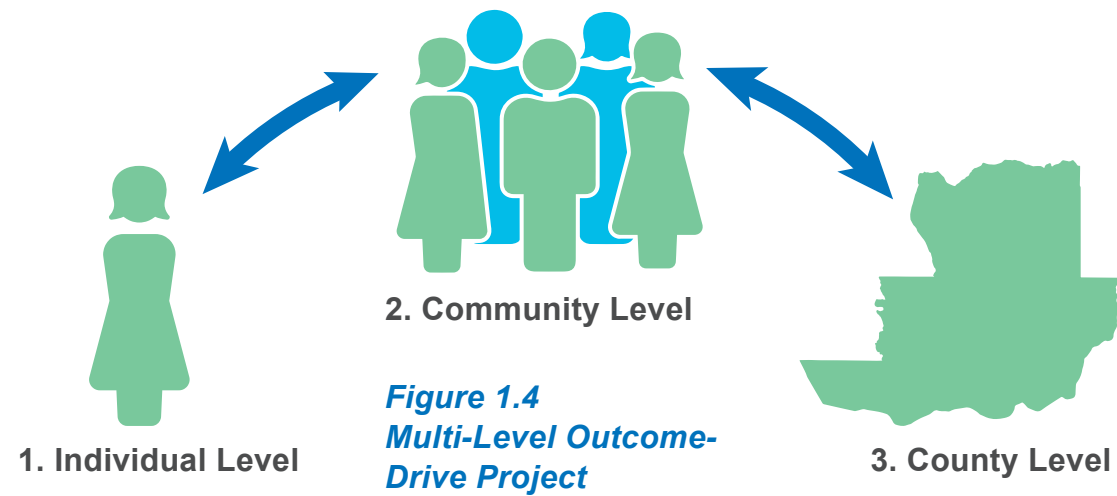 2. Community Level
Figure 1.4
Multi-Level Outcome-
Drive Project
1. Individual Level
3. County Level